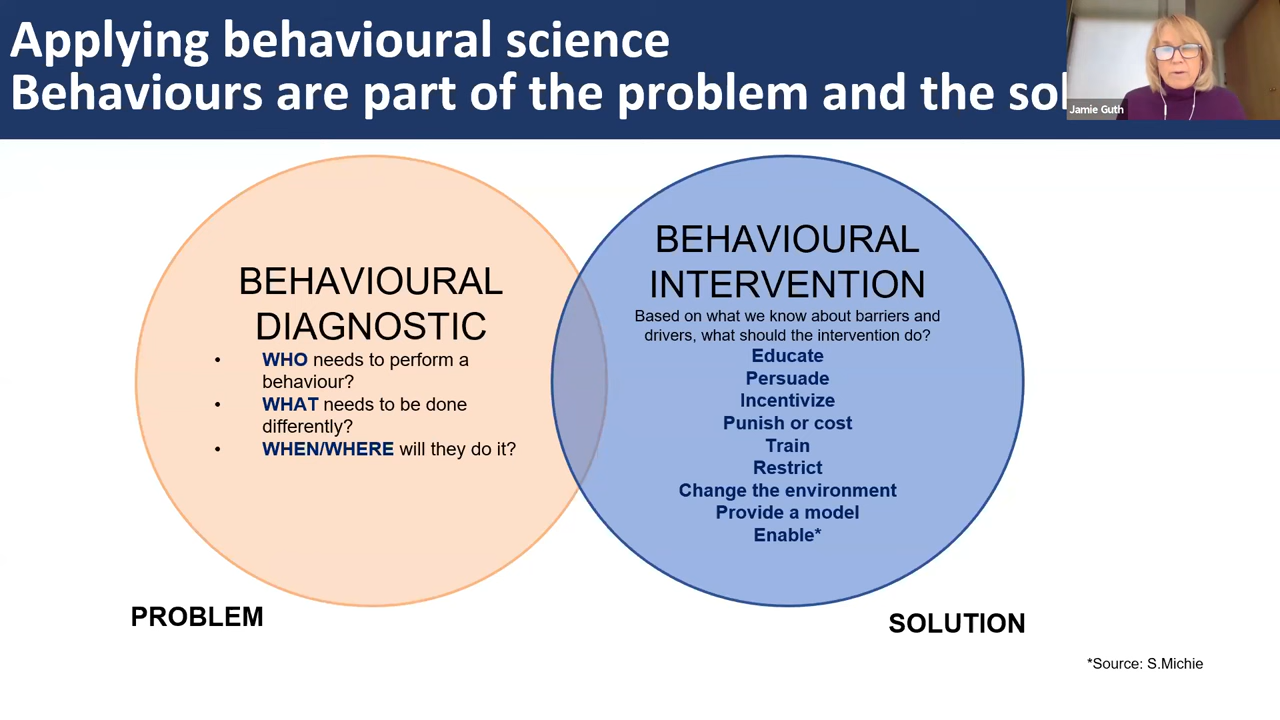 Applying behavioural science
Behaviours are part of the problem and the
Jamie Guth
BEHAVIOURAL
DIAGNOSTIC
• WHO needs to perform a
behaviour?
• WHAT needs to be done
differently?
• WHEN/WHERE will they do it?
BEHAVIOURAL
INTERVENTION
Based on what we know about barriers and
drivers, what should the intervention do?
Educate
Persuade
Incentivize
Punish or cost
Train
Restrict
Change the environment
Provide a model
Enable*
PROBLEM
SOLUTION
*Source: S.Michie